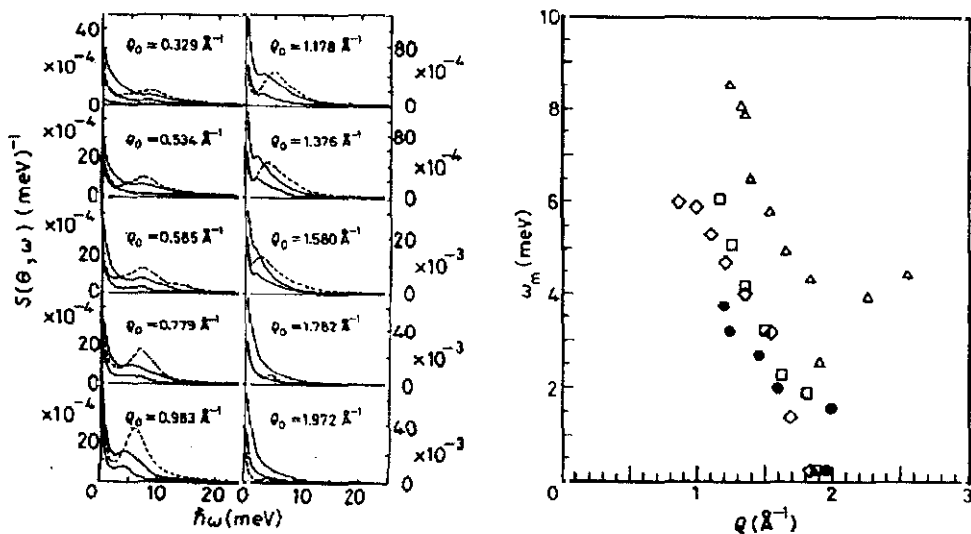 S(θ,ω)(meV)⁻¹
40
×10⁻⁴
0
Q₀=0.329 Å⁻¹
×10⁻⁴
20
0
Q₀=0.534 Å⁻¹
×10⁻⁴
20
0
Q₀=0.585 Å⁻¹
×10⁻⁴
20
0
Q₀=0.779 Å⁻¹
×10⁻⁴
20
Q₀=0.983 Å⁻¹
Q₀=1.178 Å⁻¹
80
×10⁻⁴
0
Q₀=1.376 Å⁻¹
80
×10⁻⁴
0
Q₀=1.580 Å⁻¹
20
×10⁻³
0
Q₀=1.782 Å⁻¹
40
×10⁻³
0
Q₀=1.972 Å⁻¹
40
×10⁻³
0
0 10 20 0 10 20
ħω(meV)
ωₘ(meV)
10
8
6
4
2
0
0 1 2 3
Q(Å⁻¹)